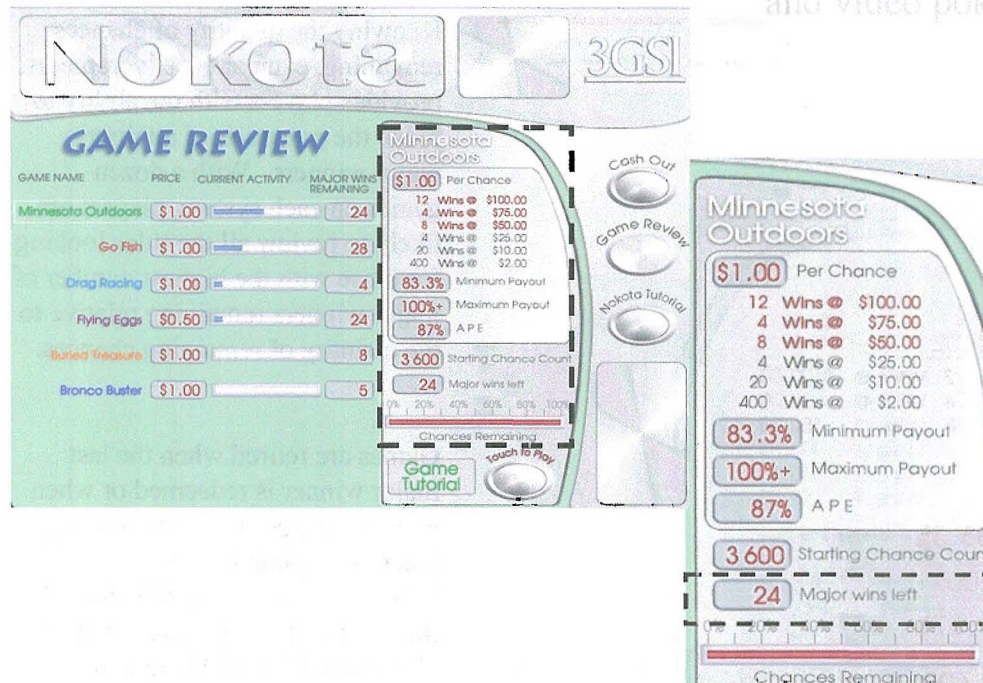 and video pok
Nokota
3GSI
GAME REVIEW
GAME NAME PRICE CURRENT ACTIVITY MAJOR WINS REMAINING
Minnesota Outdoors $1.00 24
Go Fish $1.00 28
Drag Racing $1.00 4
Flying Eggs $0.50 24
Buried Treasure $1.00 8
Bronco Buster $1.00 5
Minnesota
Outdoors
$1.00 Per Chance
12 Wins @ $100.00
4 Wins @ $75.00
8 Wins @ $50.00
4 Wins @ $25.00
20 Wins @ $10.00
400 Wins @ $2.00
83.3% Minimum Payout
100%+ Maximum Payout
87% A P E
3 600 Starting Chance Count
24 Major wins left
0% 20% 40% 60% 80% 100%
Chances Remaining
Game
Tutorial
Touch to Play
Cash Out
Game Review
Nokota Tutorial
Minnesota
Outdoors
$1.00 Per Chance
12 Wins @ $100.00
4 Wins @ $75.00
8 Wins @ $50.00
4 Wins @ $25.00
20 Wins @ $10.00
400 Wins @ $2.00
83.3% Minimum Payout
100%+ Maximum Payout
87% A P E
3 600 Starting Chance Coun
24 Major wins left
0% 20% 40% 60% 80% 100%
Chances Remaining